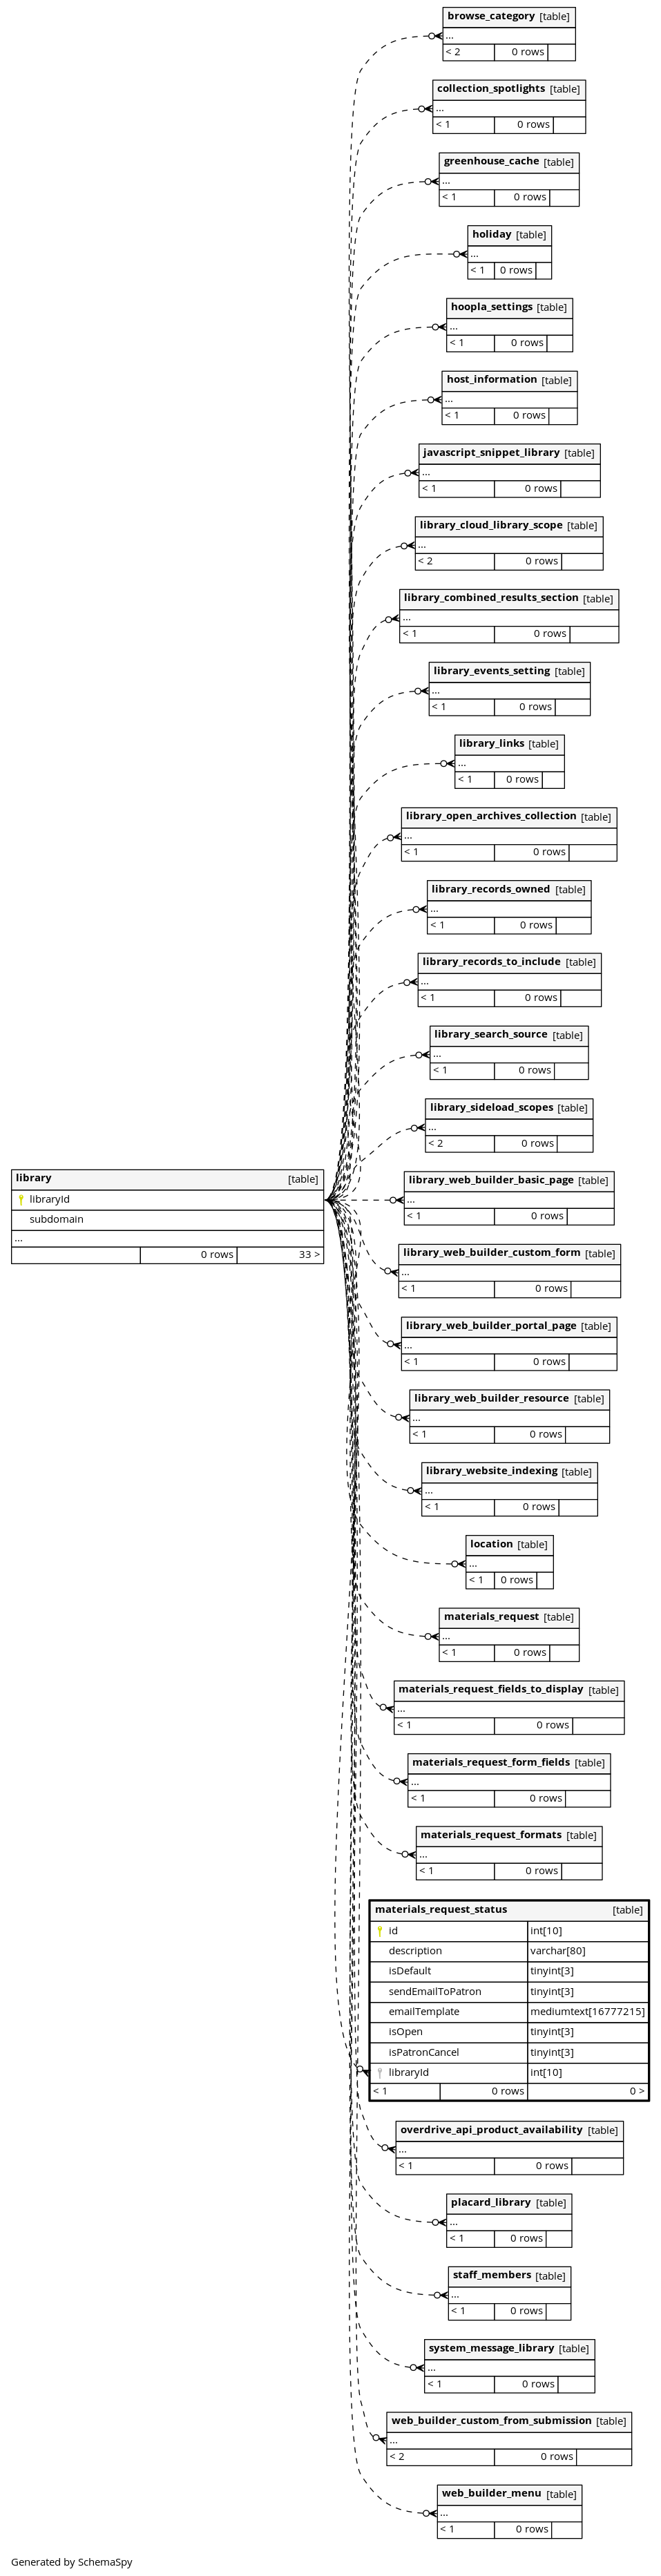 browse_category [table]
...
< 2 0 rows
collection_spotlights [table]
...
< 1 0 rows
greenhouse_cache [table]
...
< 1 0 rows
holiday [table]
...
< 1 0 rows
hoopla_settings [table]
...
< 1 0 rows
host_information [table]
...
< 1 0 rows
javascript_snippet_library [table]
...
< 1 0 rows
library_cloud_library_scope [table]
...
< 2 0 rows
library_combined_results_section [table]
...
< 1 0 rows
library_events_setting [table]
...
< 1 0 rows
library_links [table]
...
< 1 0 rows
library_open_archives_collection [table]
...
< 1 0 rows
library_records_owned [table]
...
< 1 0 rows
library_records_to_include [table]
...
< 1 0 rows
library_search_source [table]
...
< 1 0 rows
library_sideload_scopes [table]
...
< 2 0 rows
library [table]
libraryId
subdomain
...
0 rows 33 >
library_web_builder_basic_page [table]
...
< 1 0 rows
library_web_builder_custom_form [table]
...
< 1 0 rows
library_web_builder_portal_page [table]
...
< 1 0 rows
library_web_builder_resource [table]
...
< 1 0 rows
library_website_indexing [table]
...
< 1 0 rows
location [table]
...
< 1 0 rows
materials_request [table]
...
< 1 0 rows
materials_request_fields_to_display [table]
...
< 1 0 rows
materials_request_form_fields [table]
...
< 1 0 rows
materials_request_formats [table]
...
< 1 0 rows
materials_request_status [table]
id int[10]
description varchar[80]
isDefault tinyint[3]
sendEmailToPatron tinyint[3]
emailTemplate mediumtext[16777215]
isOpen tinyint[3]
isPatronCancel tinyint[3]
libraryId int[10]
< 1 0 rows 0 >
overdrive_api_product_availability [table]
...
< 1 0 rows
placard_library [table]
...
< 1 0 rows
staff_members [table]
...
< 1 0 rows
system_message_library [table]
...
< 1 0 rows
web_builder_custom_from_submission [table]
...
< 2 0 rows
web_builder_menu [table]
...
< 1 0 rows
Generated by SchemaSpy